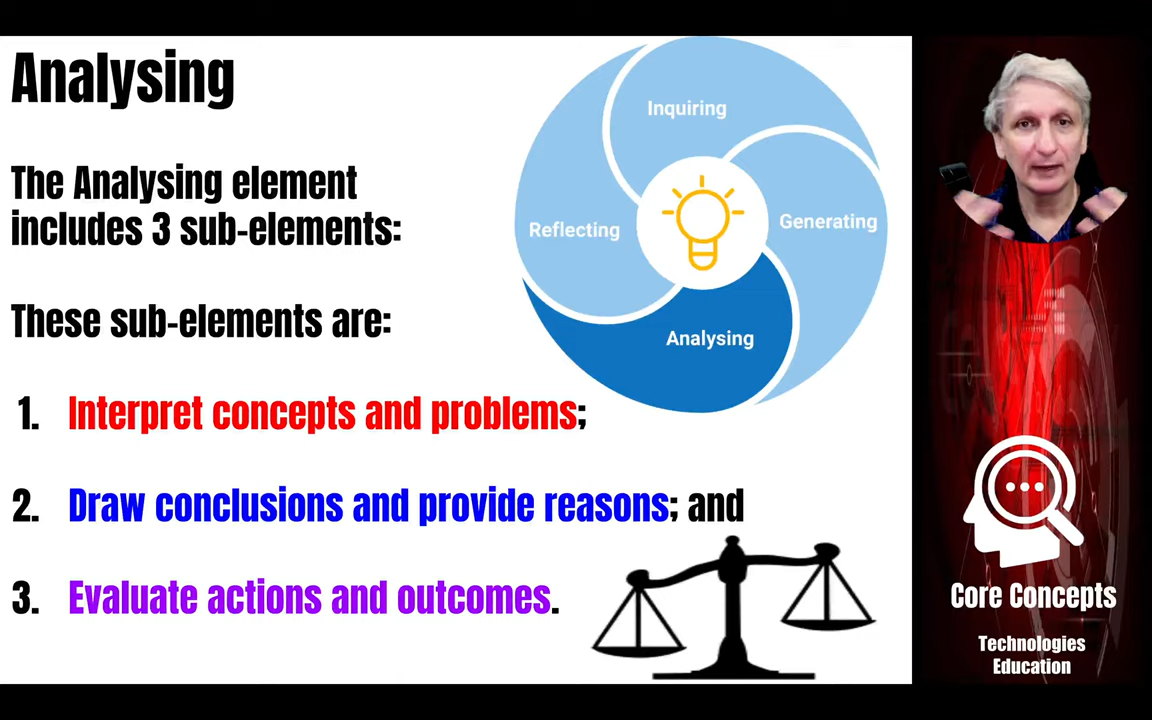 Analysing
The Analysing element
includes 3 sub-elements:
These sub-elements are:
1. Interpret concepts and problems;
2. Draw conclusions and provide reasons; and
3. Evaluate actions and outcomes.
Inquiring
Generating
Reflecting
Analysing
Core Concepts
Technologies
Education